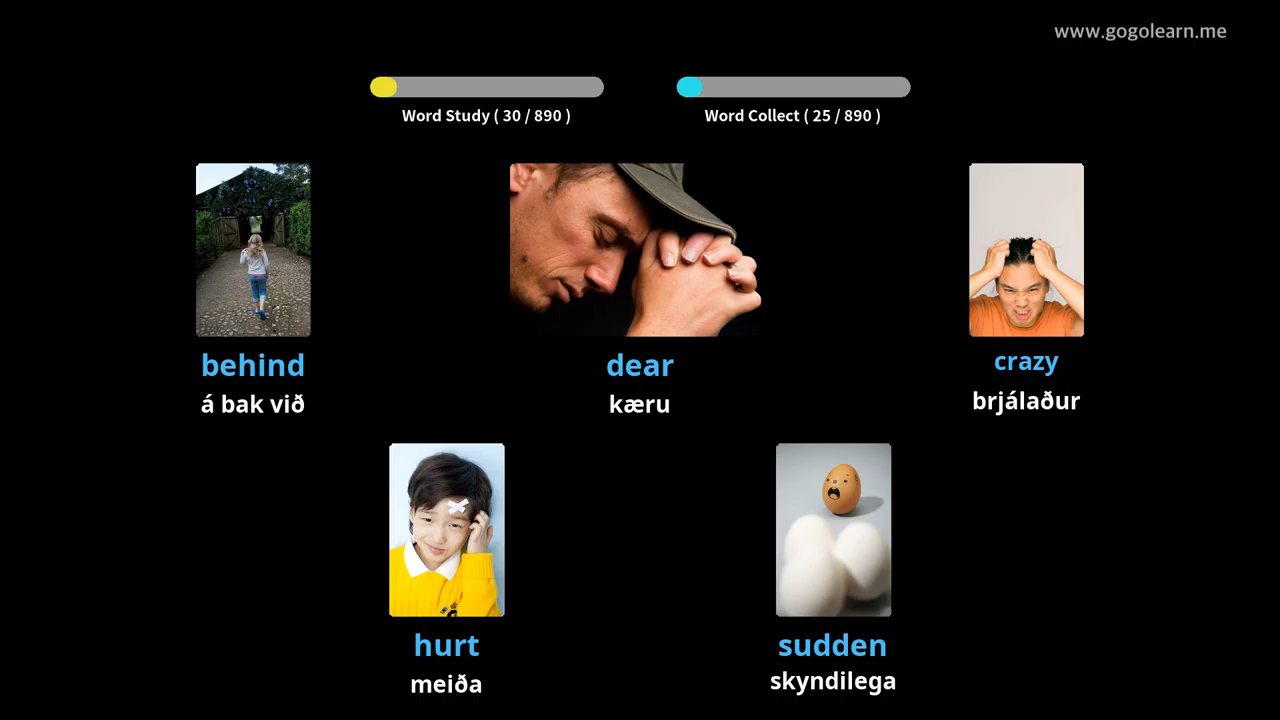 www.gogolearn.me
Word Study ( 30 / 890 )
Word Collect ( 25 / 890 )
behind
á bak við
dear
kæru
crazy
brjálaður
hurt
meiða
sudden
skyndilega